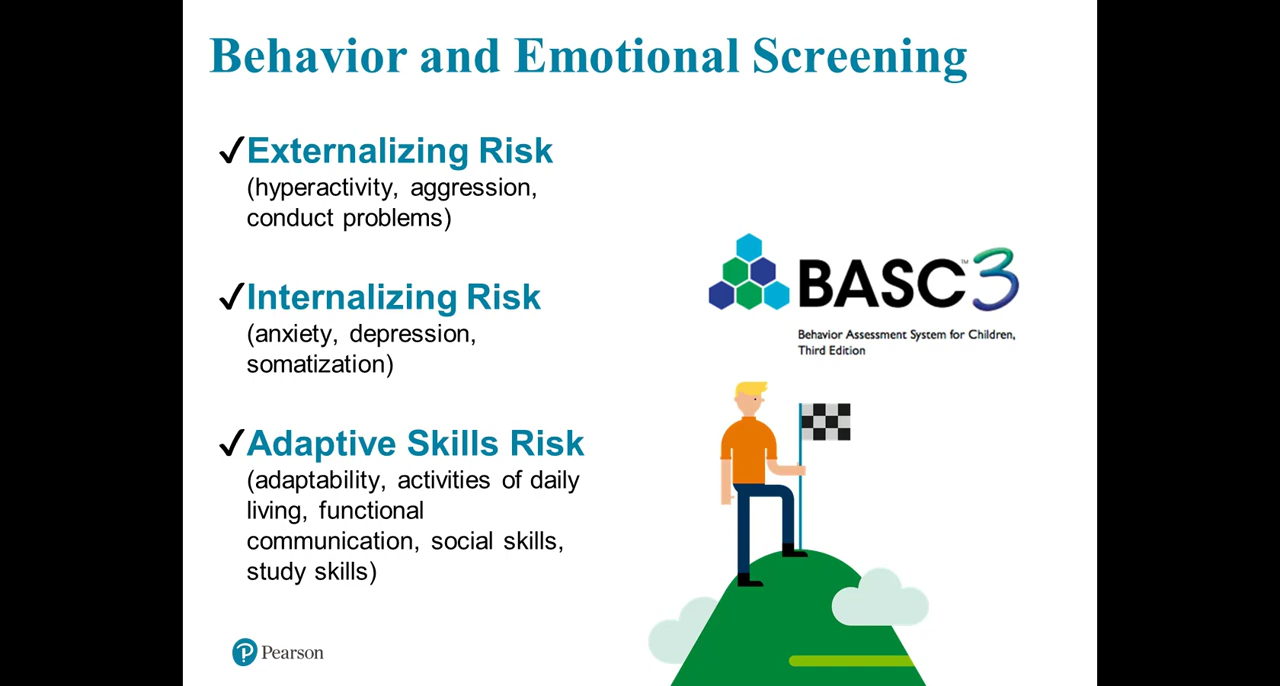 Behavior and Emotional Screening
✓Externalizing Risk
(hyperactivity, aggression,
conduct problems)
✓Internalizing Risk
(anxiety, depression,
somatization)
✓Adaptive Skills Risk
(adaptability, activities of daily
living, functional
communication, social skills,
study skills)
BASC™3
Behavior Assessment System for Children,
Third Edition
P Pearson